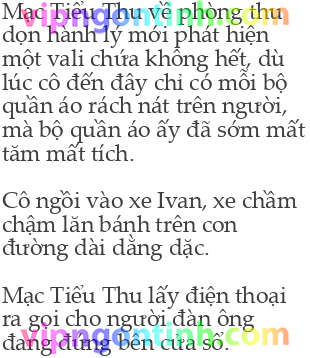 Mạc Tiểu Thu về phòng thu
dọn hành lý mới phát hiện
một vali chứa không hết, dù
lúc cô đến đây chỉ có mỗi bộ
quần áo rách nát trên người,
mà bộ quần áo ấy đã sớm mất
tăm mất tích.
Cô ngồi vào xe Ivan, xe chầm
chậm lăn bánh trên con
đường dài dằng dặc.
Mạc Tiểu Thu lấy điện thoại
ra gọi cho người đàn ông
đang đứng bên cửa sổ.
vipngontinh.com
vipngontinh.com